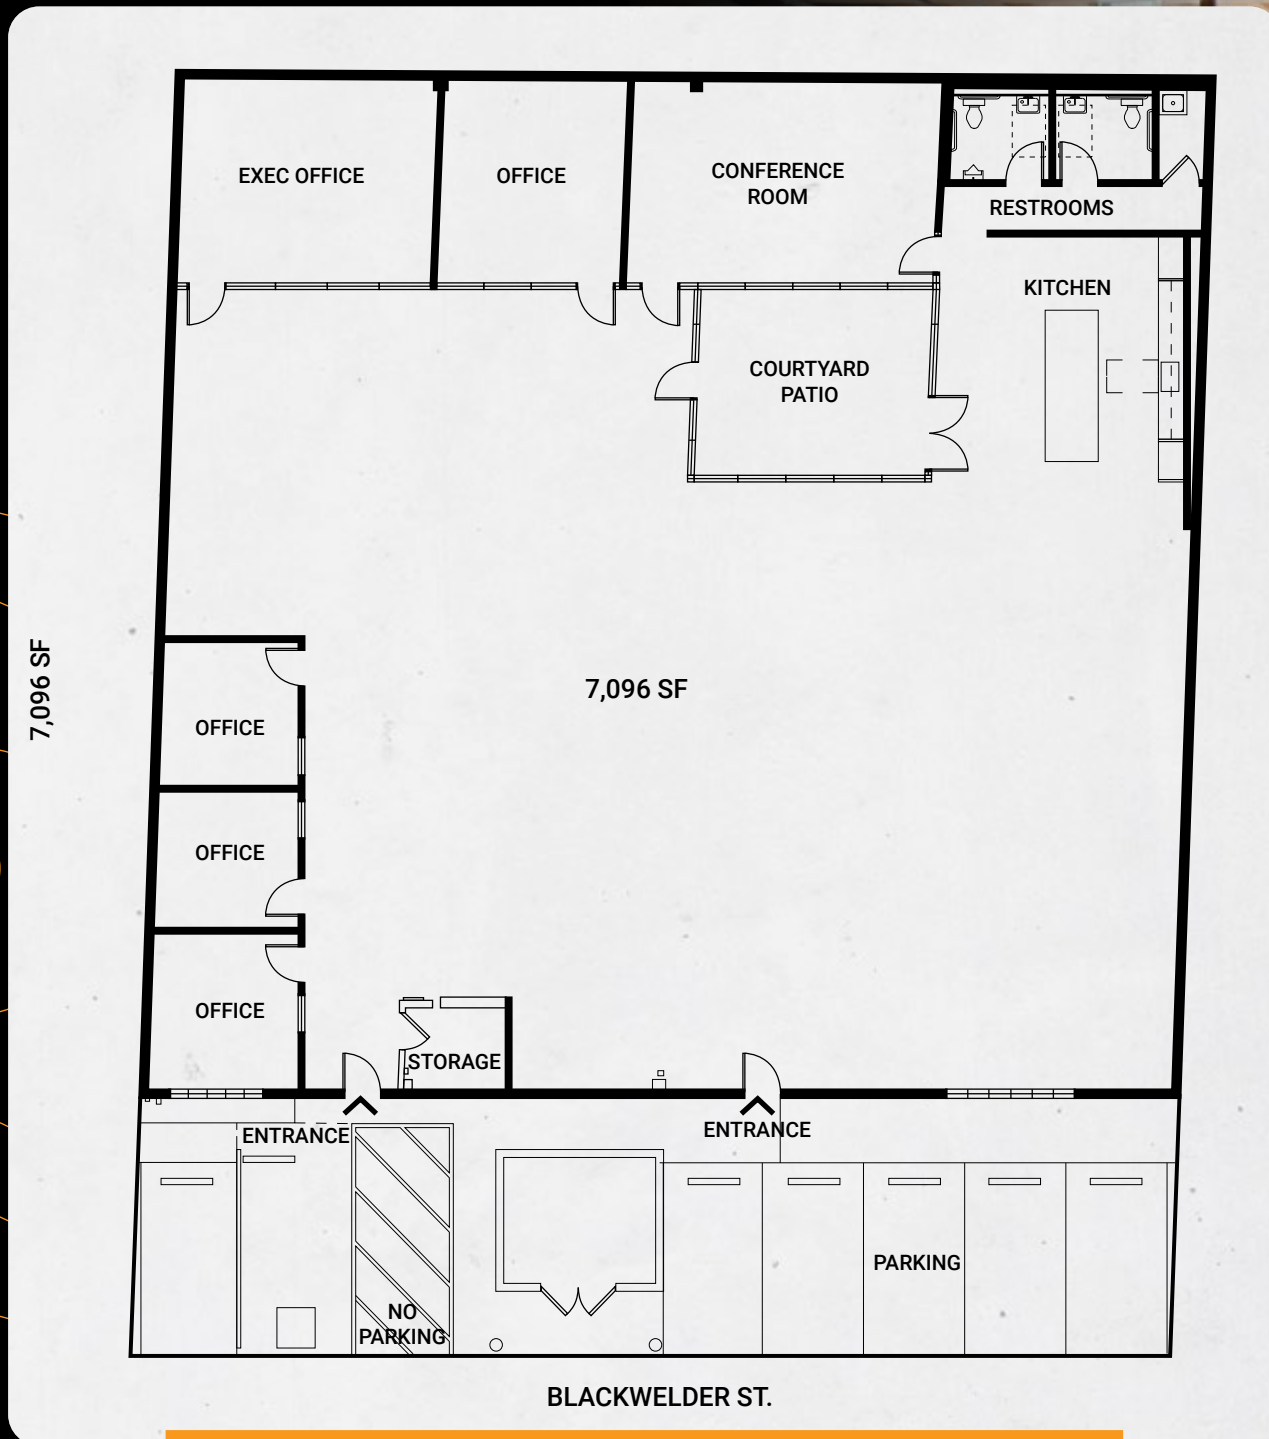 EXEC OFFICE
OFFICE
CONFERENCE
ROOM
RESTROOMS
KITCHEN
COURTYARD
PATIO
7,096 SF
7,096 SF
OFFICE
OFFICE
OFFICE
STORAGE
ENTRANCE
ENTRANCE
PARKING
NO
PARKING
BLACKWELDER ST.